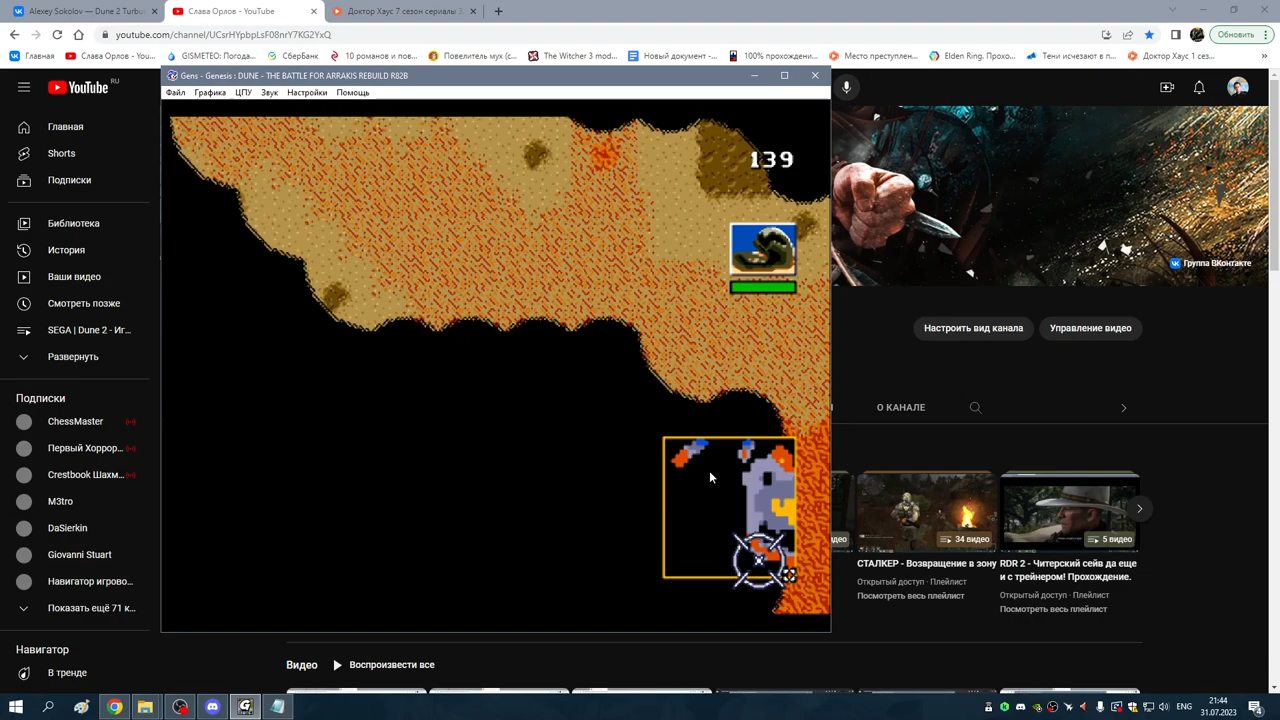 Alexey Sokolov — Dune 2 Turbu
Слава Орлов - YouTube
Доктор Хаус 7 сезон сериалы 3
youtube.com/channel/UCsrHYpbpLsF08nrY7KG2YxQ
Обновить
Главная
Слава Орлов - You...
GISMETEO: Погода...
СберБанк
10 романов и пов...
Повелитель мух (с...
The Witcher 3 mod...
Новый документ -...
100% прохождени...
Место преступлен...
Elden Ring. Прохо...
Тени исчезают в п...
Доктор Хаус 1 сез...
Gens - Genesis : DUNE - THE BATTLE FOR ARRAKIS REBUILD R82B
YouTube
RU
Файл
Графика
ЦПУ
Звук
Настройки
Помощь
Главная
Shorts
Подписки
139
Библиотека
История
Ваши видео
Смотреть позже
SEGA | Dune 2 - Иг...
Развернуть
Группа ВКонтакте
Настроить вид канала
Управление видео
Подписки
О КАНАЛЕ
ChessMaster
Первый Хоррор...
Crestbook Шахм...
M3tro
DaSierkin
Giovanni Stuart
Навигатор игрово...
Показать ещё 71 к...
идео
34 видео
5 видео
СТАЛКЕР - Возвращение в зону
Открытый доступ · Плейлист
Посмотреть весь плейлист
RDR 2 - Читерский сейв да еще
и с трейнером! Прохождение.
Открытый доступ · Плейлист
Посмотреть весь плейлист
Навигатор
В тренде
Видео
Воспроизвести все
ENG
21:44
31.07.2023
4